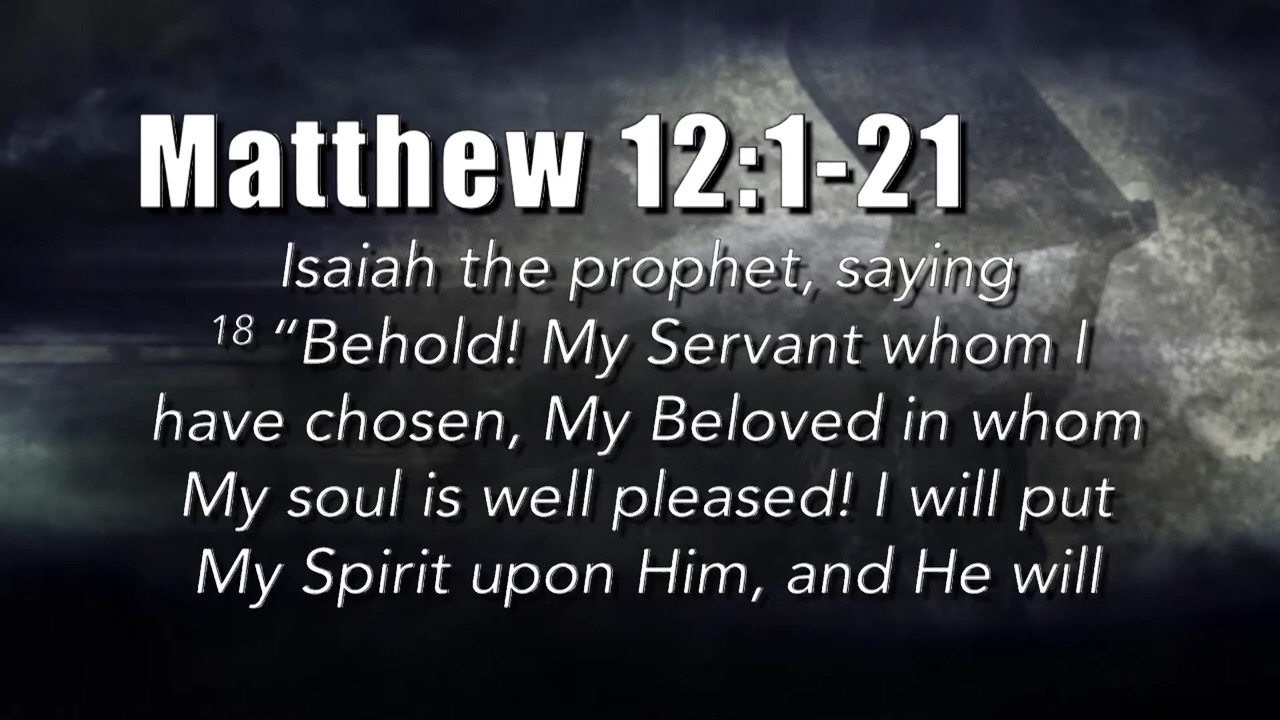 Matthew 12:1-21
Isaiah the prophet, saying
18 “Behold! My Servant whom I
have chosen, My Beloved in whom
My soul is well pleased! I will put
My Spirit upon Him, and He will